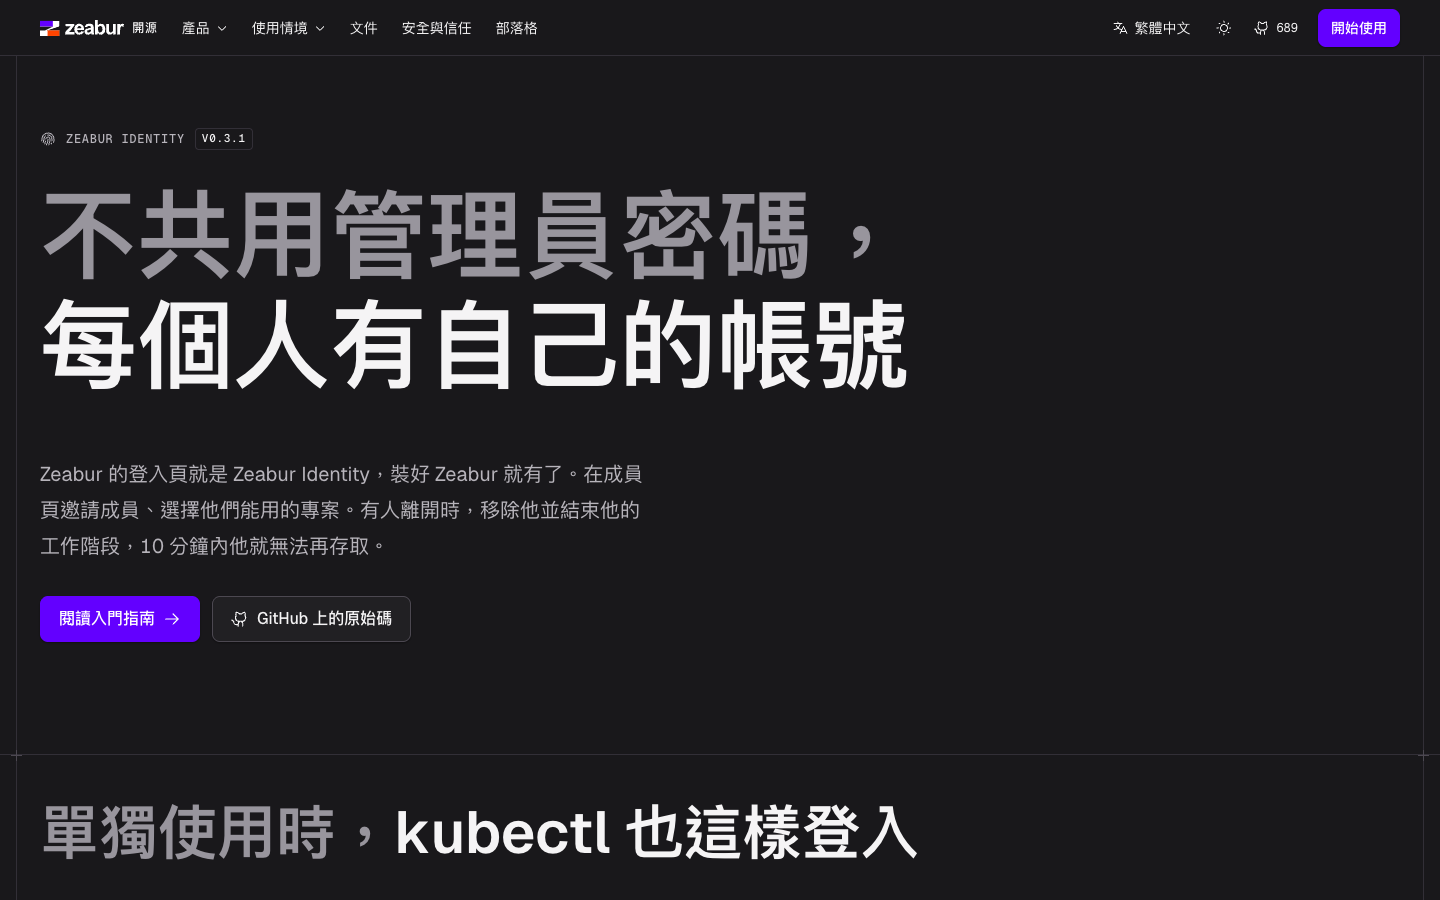 zeabur 開源 產品 使用情境 文件 安全與信任 部落格 繁體中文 689 開始使用
ZEABUR IDENTITY V0.3.1
不共用管理員密碼，
每個人有自己的帳號
Zeabur 的登入頁就是 Zeabur Identity，裝好 Zeabur 就有了。在成員
頁邀請成員、選擇他們能用的專案。有人離開時，移除他並結束他的
工作階段，10 分鐘內他就無法再存取。
閱讀入門指南 → GitHub 上的原始碼
單獨使用時，kubectl 也這樣登入